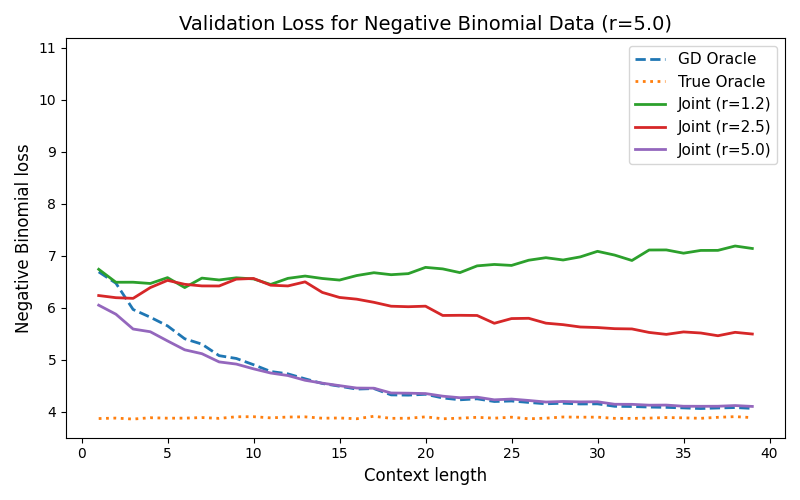 Validation Loss for Negative Binomial Data (r=5.0)
11
10
9
8
7
6
5
4
Negative Binomial loss
GD Oracle
True Oracle
Joint (r=1.2)
Joint (r=2.5)
Joint (r=5.0)
0 5 10 15 20 25 30 35 40
Context length